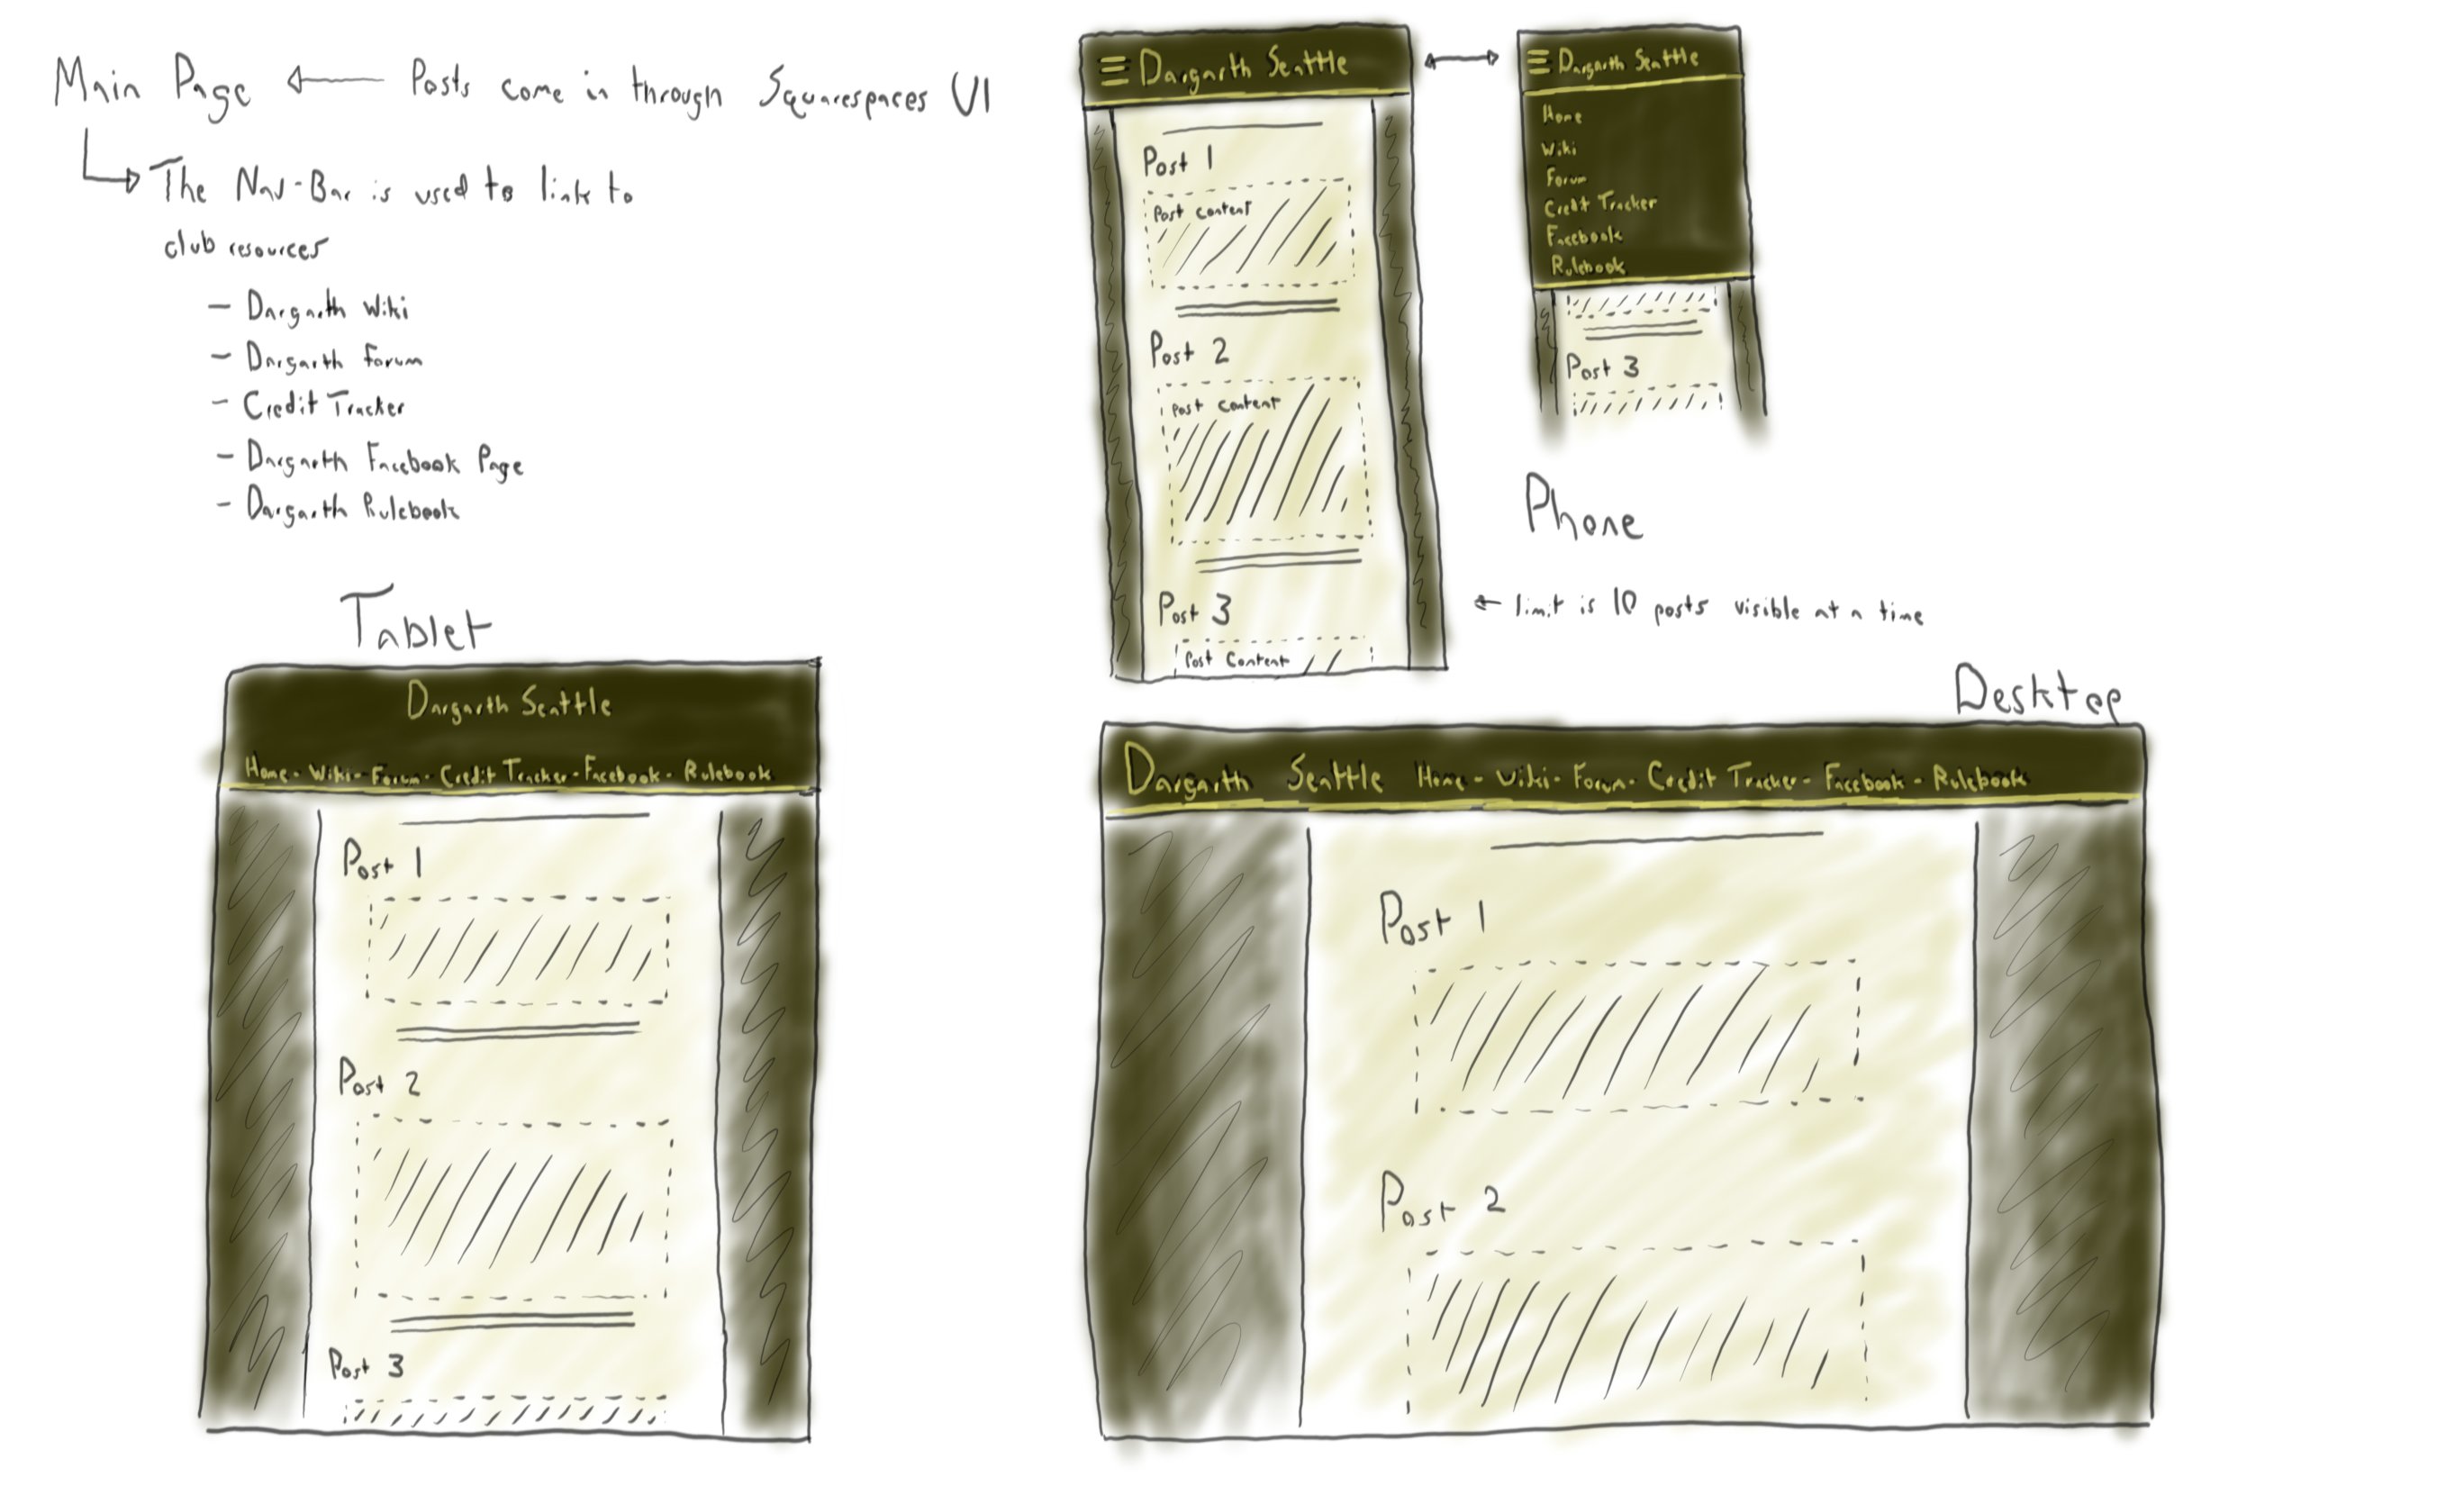 Main Page ← Posts come in through Squarespaces UI
The Nav-Bar is used to link to
club resources
- Dargarth Wiki
- Dargarth Forum
- Credit Tracker
- Dargarth Facebook Page
- Dargarth Rulebook
Dargarth Seattle
Post 1
Post content
Post 2
Post content
Post 3
Post Content
Dargarth Seattle
Home
Wiki
Forum
Credit Tracker
Facebook
Rulebook
Post 3
Phone
← limit is 10 posts visible at a time
Tablet
Dargarth Seattle
Home - Wiki - Forum - Credit Tracker - Facebook - Rulebook
Post 1
Post 2
Post 3
Desktop
Dargarth Seattle Home - Wiki - Forum - Credit Tracker - Facebook - Rulebook
Post 1
Post 2